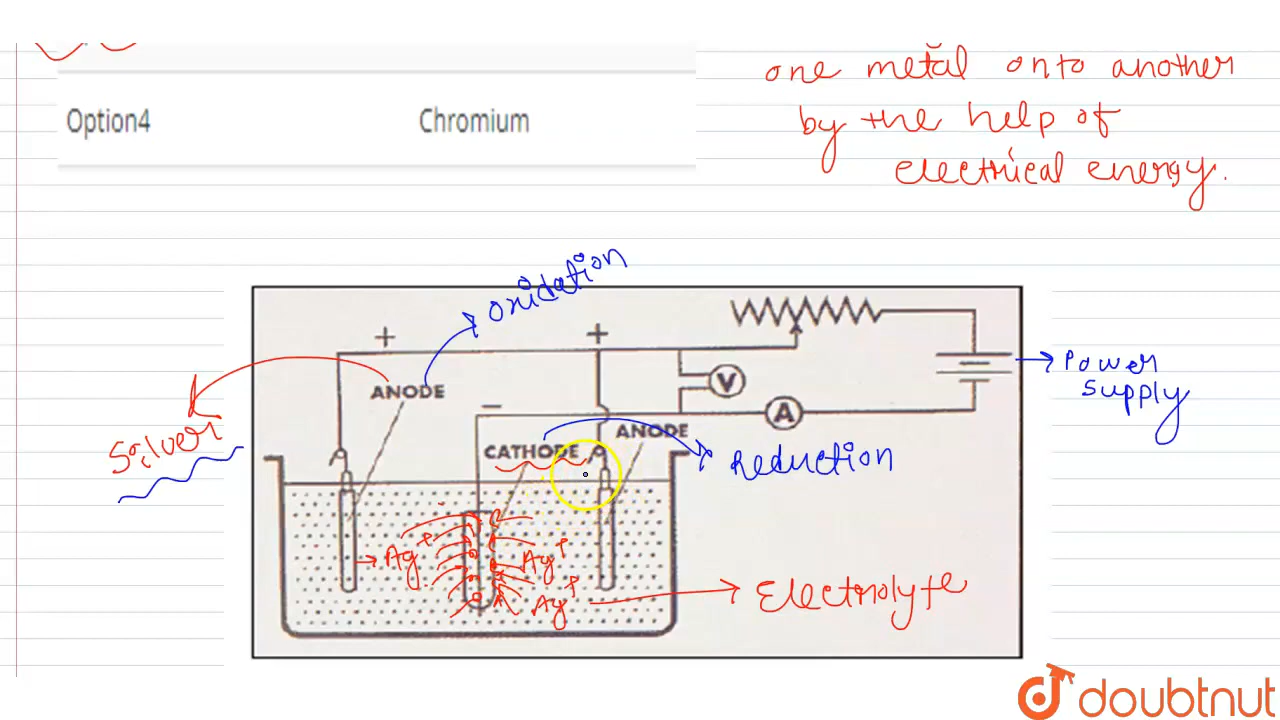 one metal onto another
Option4 Chromium
by the help of
electrical energy.
Oxidation
+ +
Power
supply
ANODE
V
A
Silver
ANODE
CATHODE
Reduction
Ag+ Ag+
Ag+
Electrolyte
doubtnut